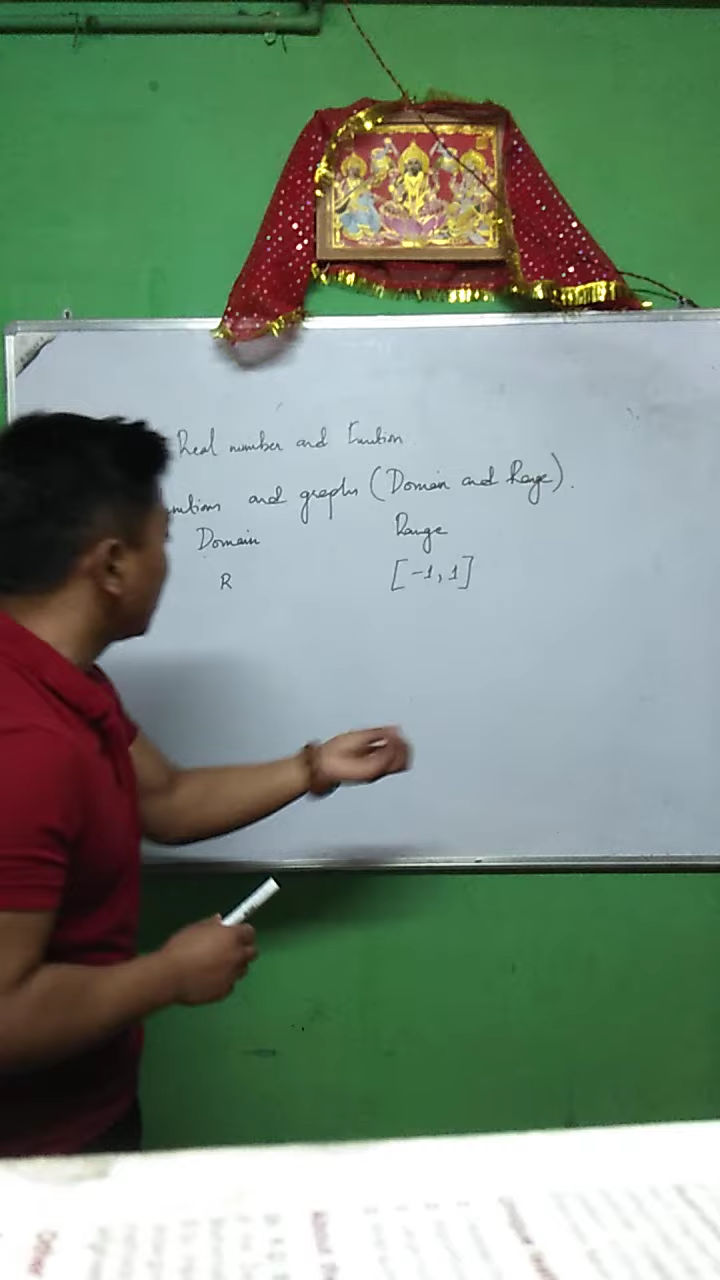 Real number and Function
and graphs (Domain and Range).
Domain Range
R [-1, 1]